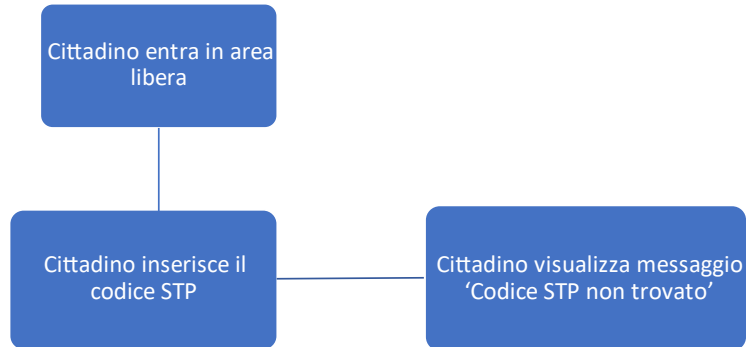 Cittadino entra in area
libera
Cittadino inserisce il
codice STP
Cittadino visualizza messaggio
‘Codice STP non trovato’